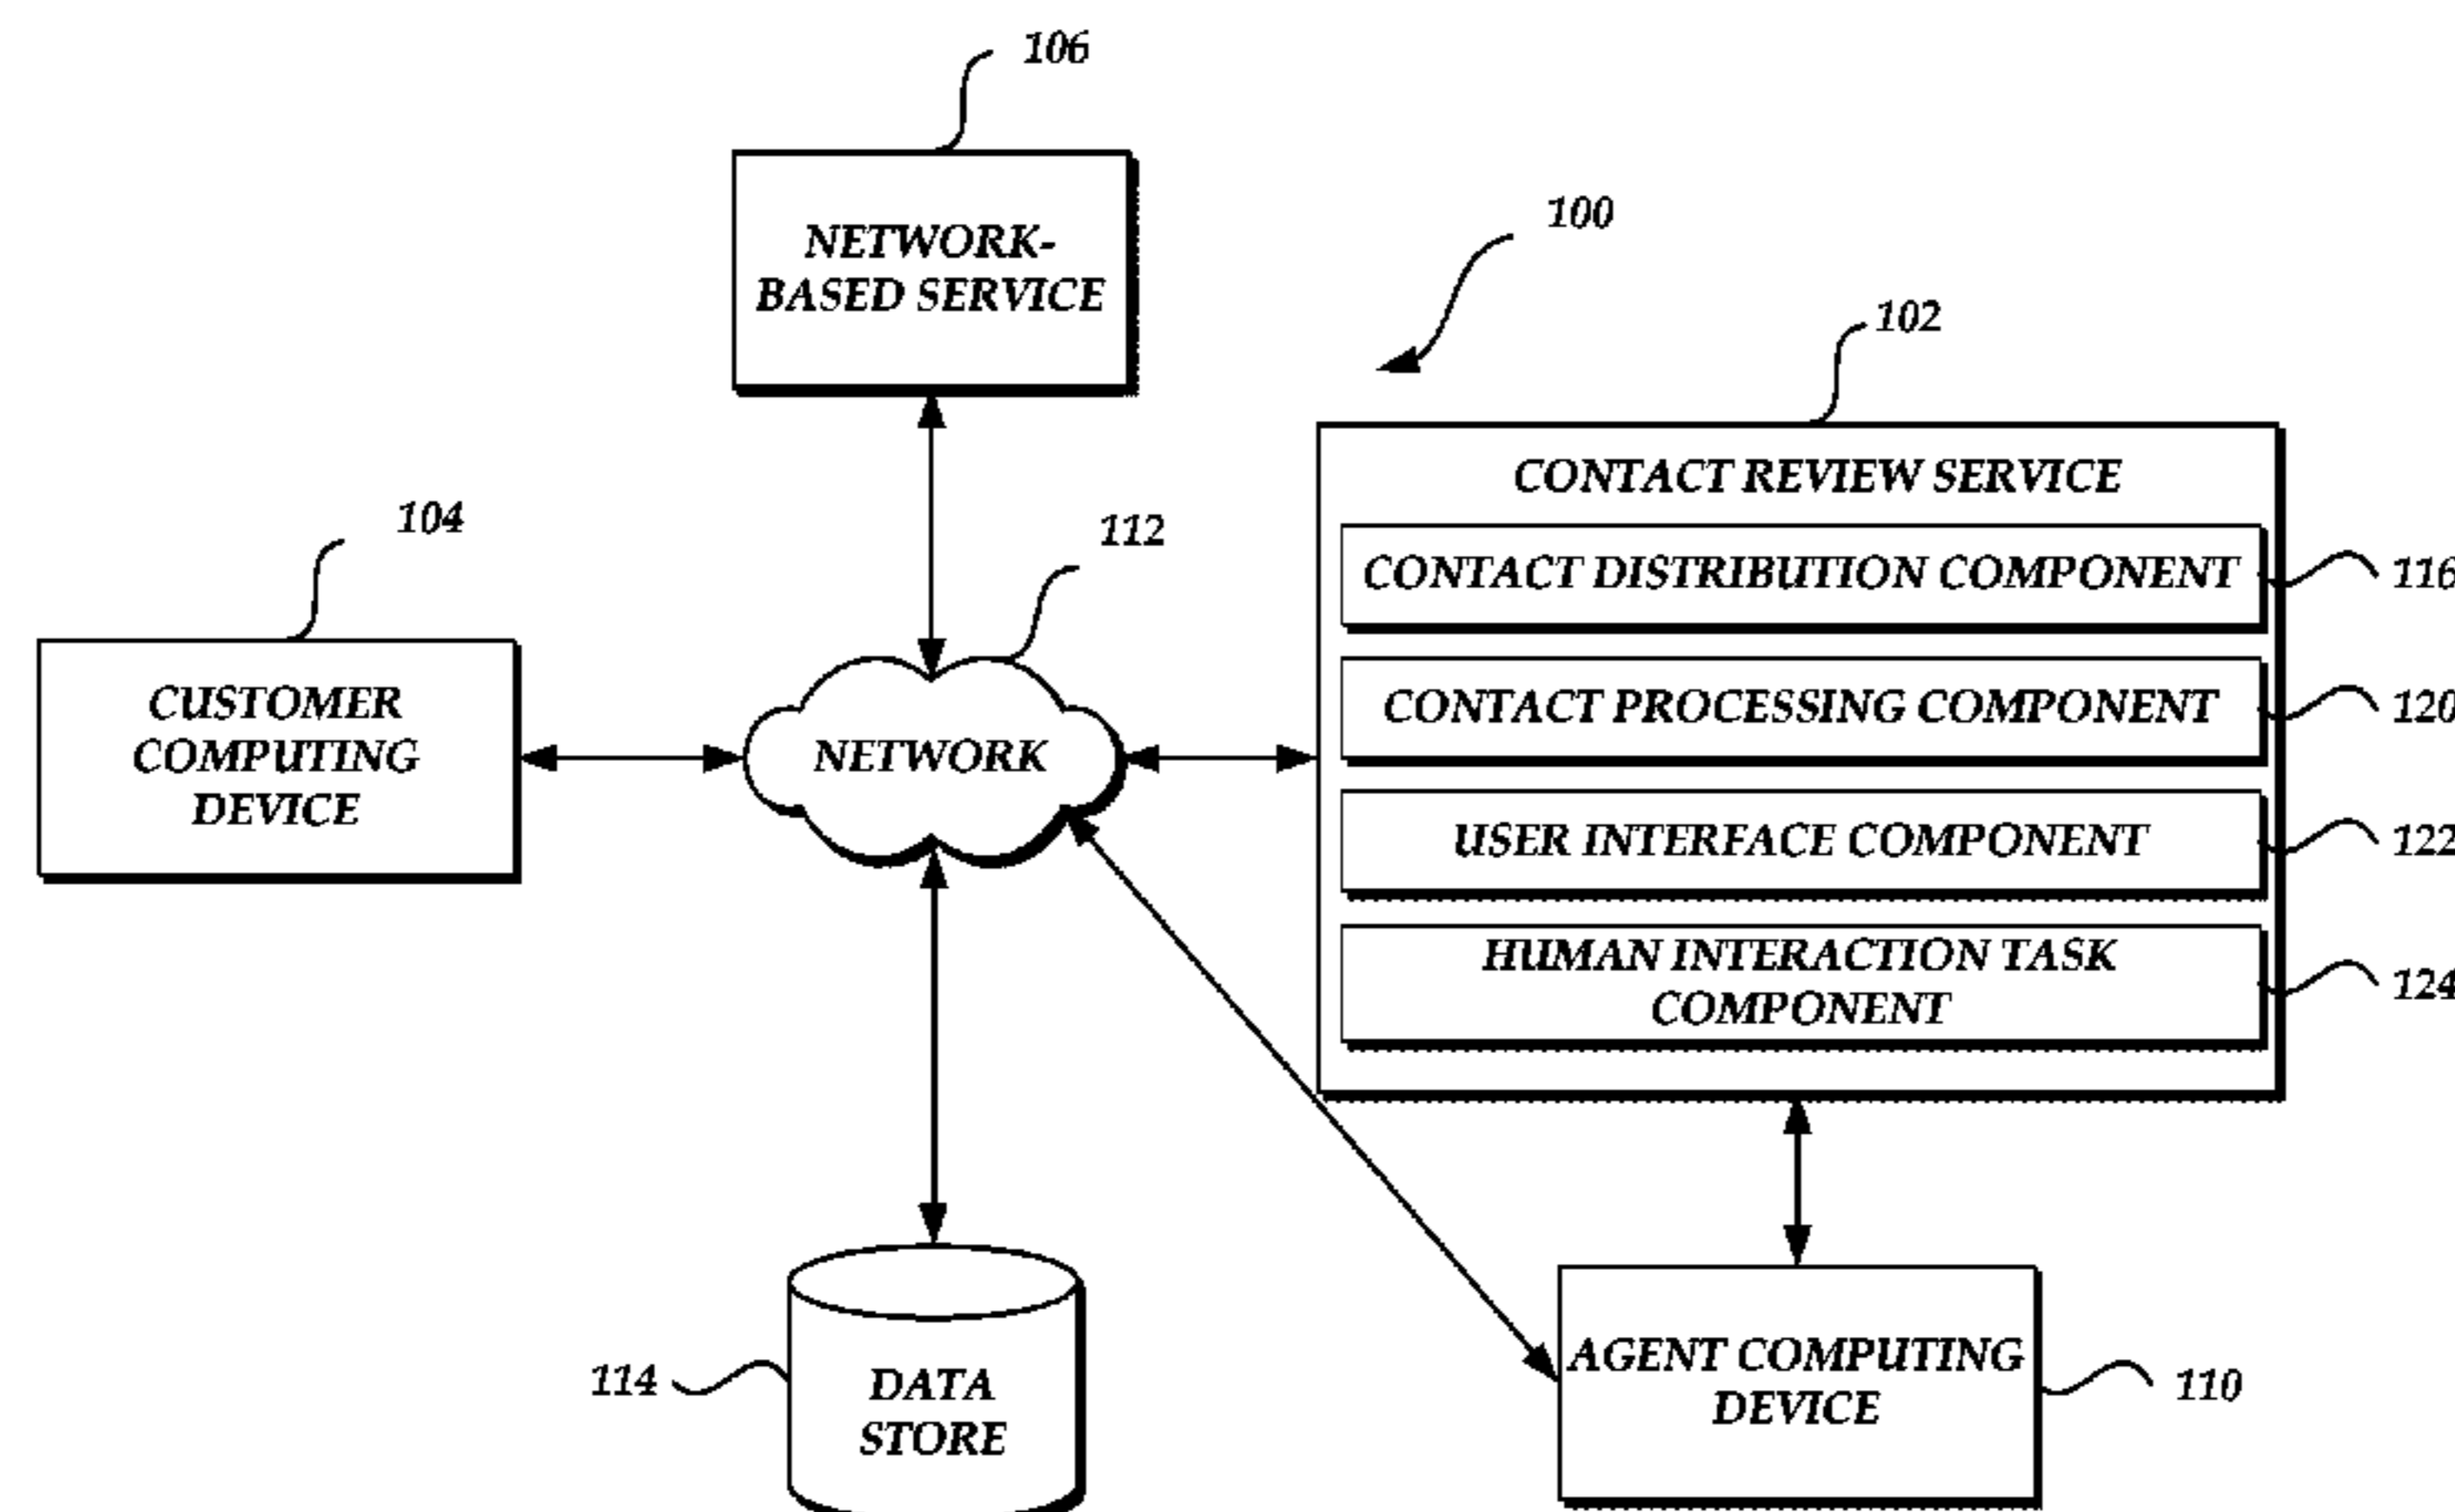 106
NETWORK-
BASED SERVICE
100
102
CONTACT REVIEW SERVICE
104
112
CONTACT DISTRIBUTION COMPONENT
116
CUSTOMER
COMPUTING
DEVICE
NETWORK
CONTACT PROCESSING COMPONENT
120
USER INTERFACE COMPONENT
122
HUMAN INTERACTION TASK
COMPONENT
124
114
DATA
STORE
AGENT COMPUTING
DEVICE
110